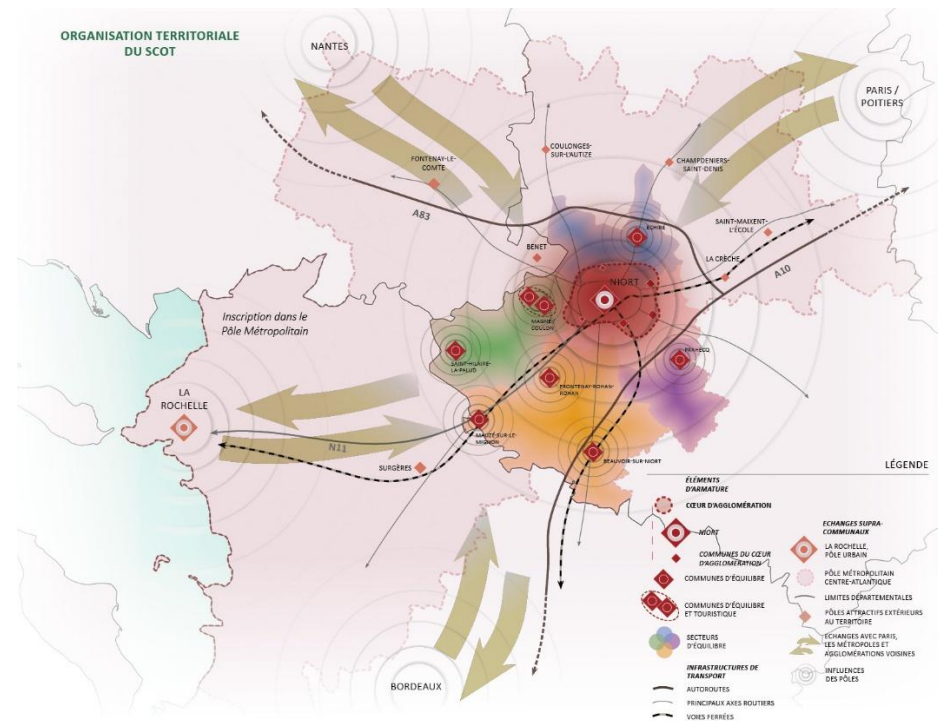 ORGANISATION TERRITORIALE
DU SCOT
NANTES
PARIS /
POITIERS
COULONGES-
SUR-L'AUTIZE
CHAMPDENIERS-
SAINT-DENIS
FONTENAY-LE-
COMTE
A83
SAINT-MAIXENT-
L'ÉCOLE
ECHIRE
BENET
LA CRÈCHE
A10
NIORT
Inscription dans le
Pôle Métropolitain
MAGNE/
COULON
SAINT-HILAIRE-
LA-PALUD
PRAHECQ
FRONTENAY-ROHAN-
ROHAN
LA
ROCHELLE
MAUZÉ-SUR-LE-
MIGNON
N11
SURGÈRES
BEAUVOIR-SUR-NIORT
BORDEAUX
LÉGENDE
ÉLÉMENTS
D'ARMATURE
CŒUR D'AGGLOMÉRATION
NIORT
COMMUNES DU CŒUR
D'AGGLOMÉRATION
COMMUNES D'ÉQUILIBRE
COMMUNES D'ÉQUILIBRE
ET TOURISTIQUE
SECTEURS
D'ÉQUILIBRE
INFRASTRUCTURES DE
TRANSPORT
AUTOROUTES
PRINCIPAUX AXES ROUTIERS
VOIES FERRÉES
ECHANGES SUPRA-
COMMUNAUX
LA ROCHELLE,
PÔLE URBAIN
PÔLE MÉTROPOLITAIN
CENTRE-ATLANTIQUE
LIMITES DÉPARTEMENTALES
PÔLES ATTRACTIFS EXTÉRIEURS
AU TERRITOIRE
ECHANGES AVEC PARIS,
LES MÉTROPOLES ET
AGGLOMÉRATIONS VOISINES
INFLUENCES
DES PÔLES